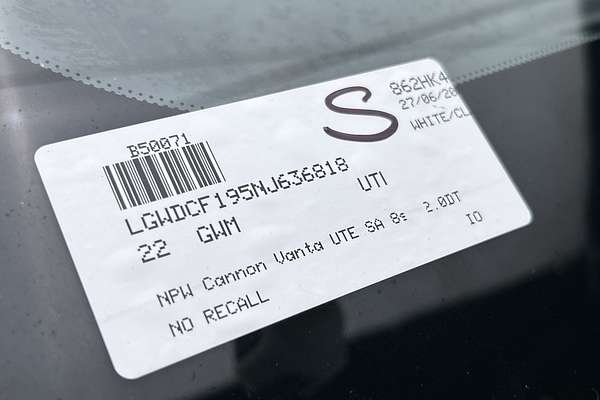 B50071
S
862HK4
27/06/20
WHITE/CL
LGWDCF195NJ636818
22 GWM UTI
NPW Cannon Vanta UTE SA 8s 2.0DT
NO RECALL IO